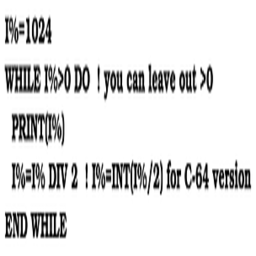 I%=1024
WHILE I%>0 DO ! you can leave out >0
PRINT(I%)
I%=I% DIV 2 ! I%=INT(I%/2) for C-64 version
END WHILE